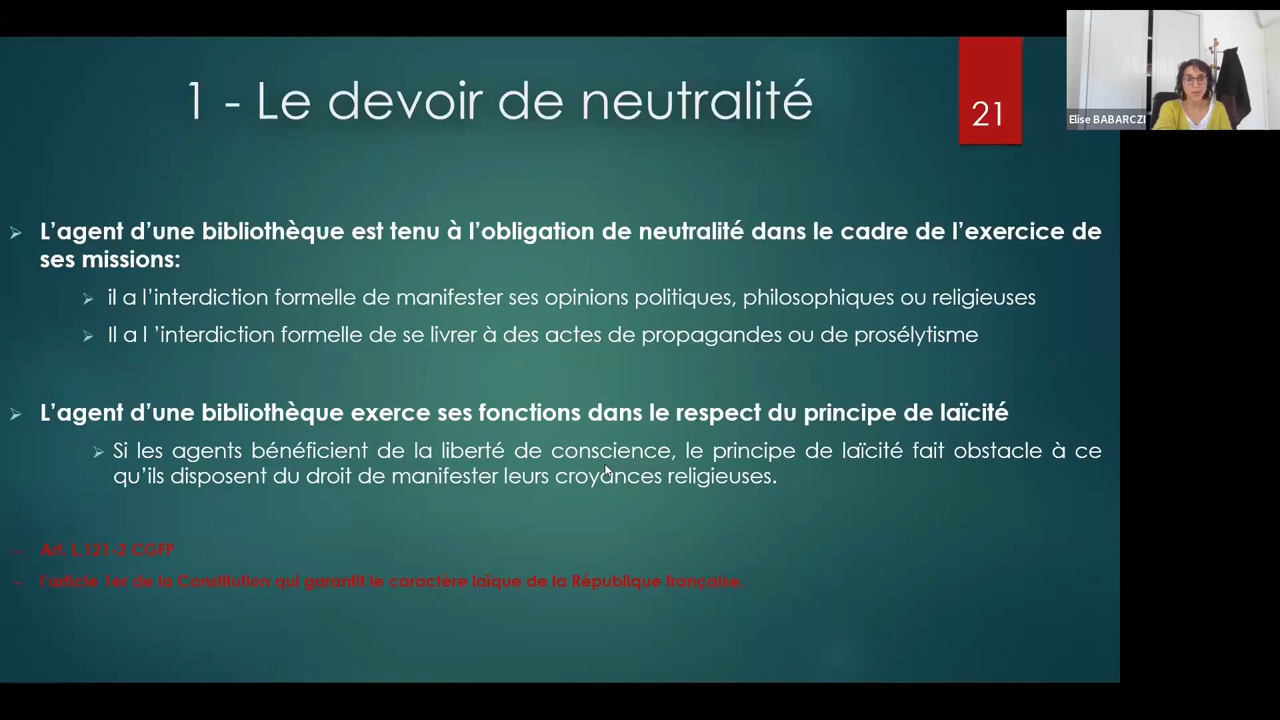 1 - Le devoir de neutralité
21
Elise BABARCZI
L’agent d’une bibliothèque est tenu à l’obligation de neutralité dans le cadre de l’exercice de
ses missions:
il a l’interdiction formelle de manifester ses opinions politiques, philosophiques ou religieuses
Il a l ’interdiction formelle de se livrer à des actes de propagandes ou de prosélytisme
L’agent d’une bibliothèque exerce ses fonctions dans le respect du principe de laïcité
Si les agents bénéficient de la liberté de conscience, le principe de laïcité fait obstacle à ce
qu’ils disposent du droit de manifester leurs croyances religieuses.
Art. L.121-2 CGFP
l’article 1er de la Constitution qui garantit le caractère laïque de la République française.